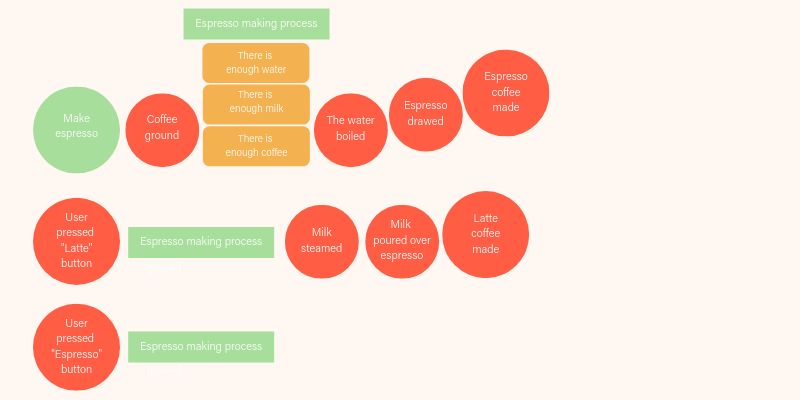 Espresso making process
There is
enough water
There is
enough milk
There is
enough coffee
Make
espresso
Coffee
ground
The water
boiled
Espresso
drawed
Espresso
coffee
made
User
pressed
"Latte"
button
Espresso making process
Milk
steamed
Milk
poured over
espresso
Latte
coffee
made
User
pressed
"Espresso"
button
Espresso making process